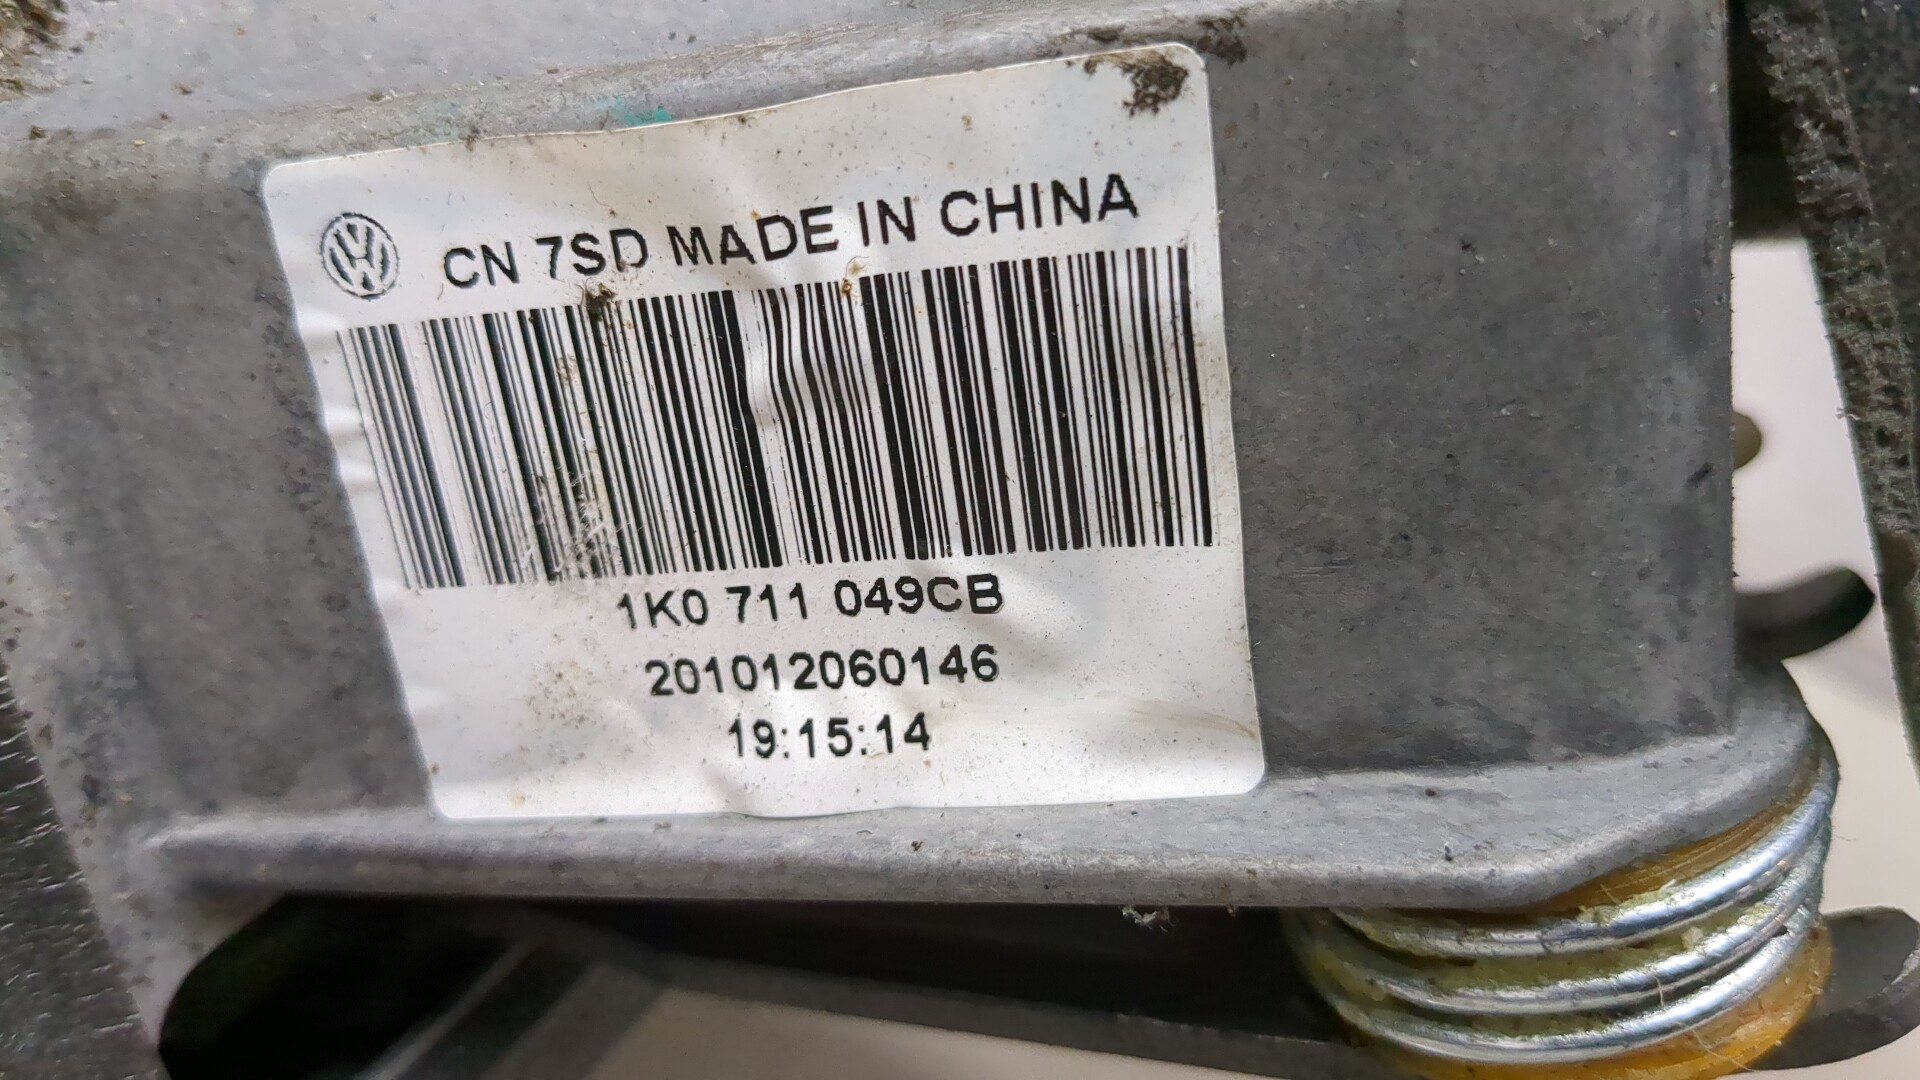 CN 7SD MADE IN CHINA
1K0 711 049CB
201012060146
19:15:14